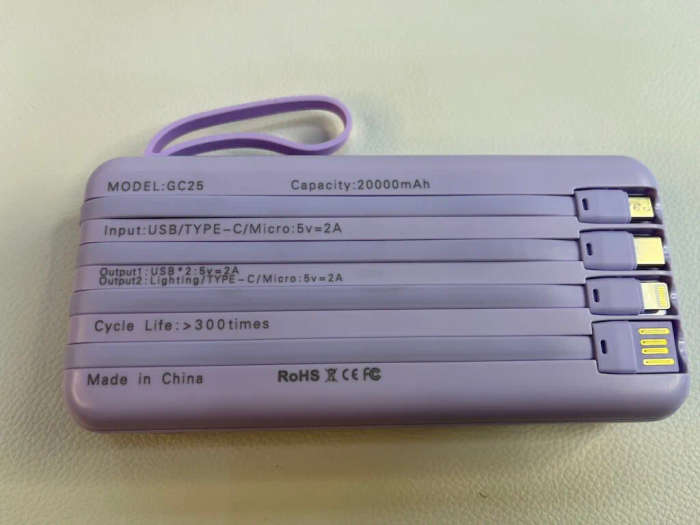 MODEL:GC25 Capacity:20000mAh
Input:USB/TYPE-C/Micro:5v=2A
Output1:USB*2:5v=2A
Output2:Lighting/TYPE-C/Micro:5v=2A
Cycle Life:>300times
Made in China RoHS CE FC